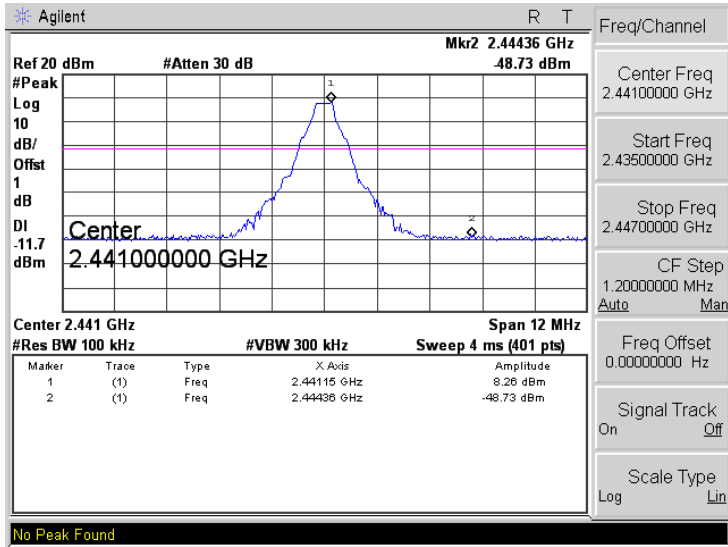 Agilent R T
Mkr2 2.44436 GHz
Ref 20 dBm #Atten 30 dB -48.73 dBm
#Peak
Log
10
dB/
Offst
1
dB
DI
-11.7
dBm
1
2
Center
2.441000000 GHz
Center 2.441 GHz Span 12 MHz
#Res BW 100 kHz #VBW 300 kHz Sweep 4 ms (401 pts)
Marker Trace Type X Axis Amplitude
1 (1) Freq 2.44115 GHz 8.26 dBm
2 (1) Freq 2.44436 GHz -48.73 dBm
No Peak Found
Freq/Channel
Center Freq
2.44100000 GHz
Start Freq
2.43500000 GHz
Stop Freq
2.44700000 GHz
CF Step
1.20000000 MHz
Auto Man
Freq Offset
0.00000000 Hz
Signal Track
On Off
Scale Type
Log Lin